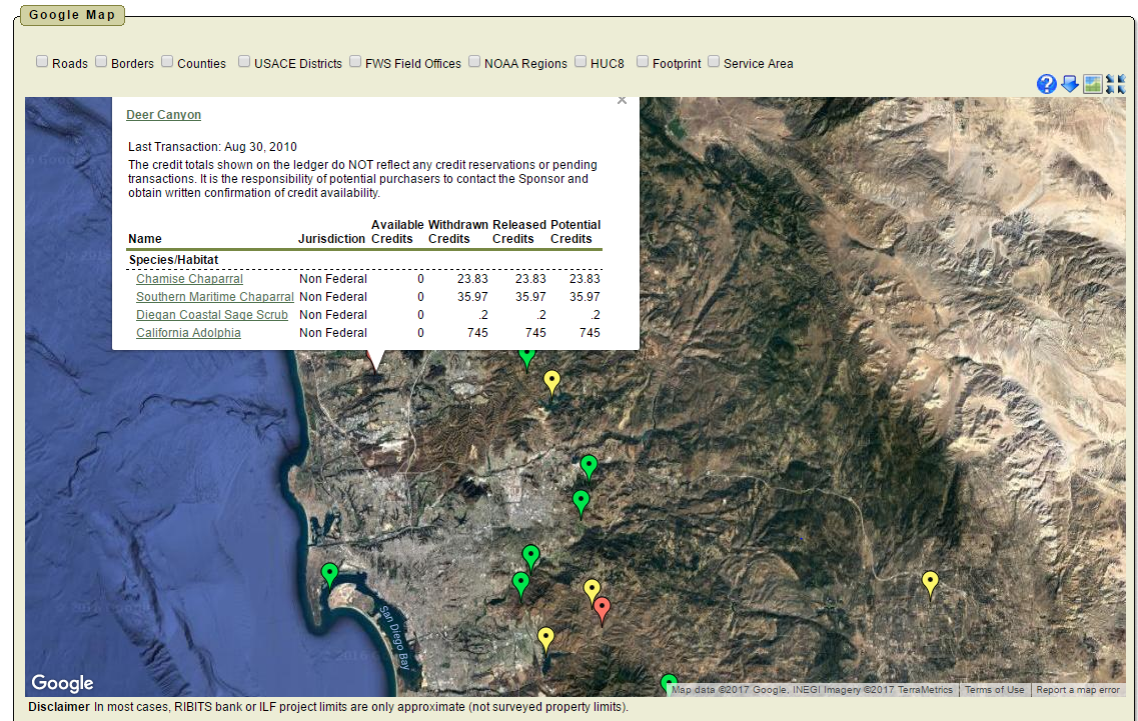 Google Map
Roads Borders Counties USACE Districts FWS Field Offices NOAA Regions HUC8 Footprint Service Area
?
×
Deer Canyon
Last Transaction: Aug 30, 2010
The credit totals shown on the ledger do NOT reflect any credit reservations or pending
transactions. It is the responsibility of potential purchasers to contact the Sponsor and
obtain written confirmation of credit availability.
Available Withdrawn Released Potential
Name Jurisdiction Credits Credits Credits Credits
Species/Habitat
Chamise Chaparral Non Federal 0 23.83 23.83 23.83
Southern Maritime Chaparral Non Federal 0 35.97 35.97 35.97
Diegan Coastal Sage Scrub Non Federal 0 .2 .2 .2
California Adolphia Non Federal 0 745 745 745
San Diego Bay
Google
Map data ©2017 Google, INEGI Imagery ©2017 TerraMetrics Terms of Use Report a map error
Disclaimer In most cases, RIBITS bank or ILF project limits are only approximate (not surveyed property limits).